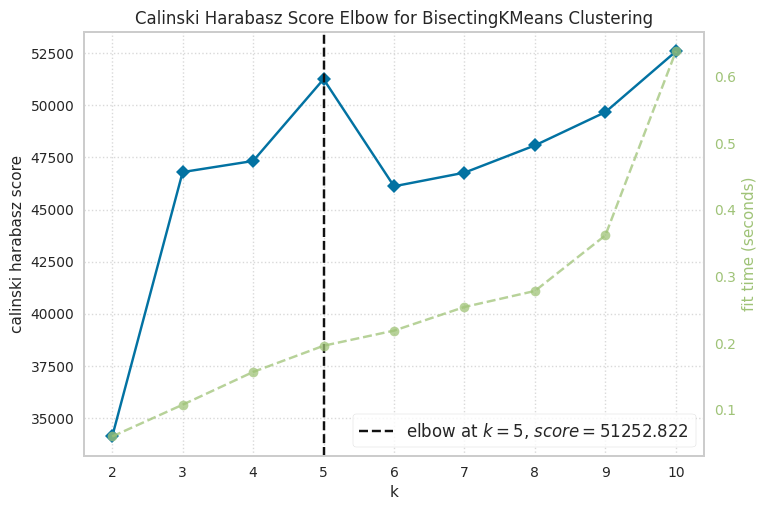 Calinski Harabasz Score Elbow for BisectingKMeans Clustering
52500
50000
47500
45000
42500
40000
37500
35000
calinski harabasz score
0.6
0.5
0.4
0.3
0.2
0.1
fit time (seconds)
elbow at k = 5, score = 51252.822
2 3 4 5 6 7 8 9 10
k